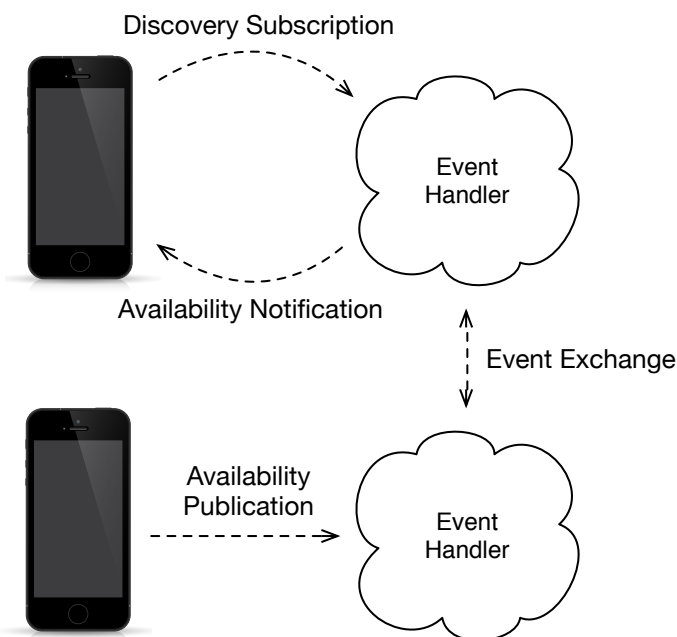 Discovery Subscription
Event
Handler
Availability Notification
Event Exchange
Availability
Publication
Event
Handler